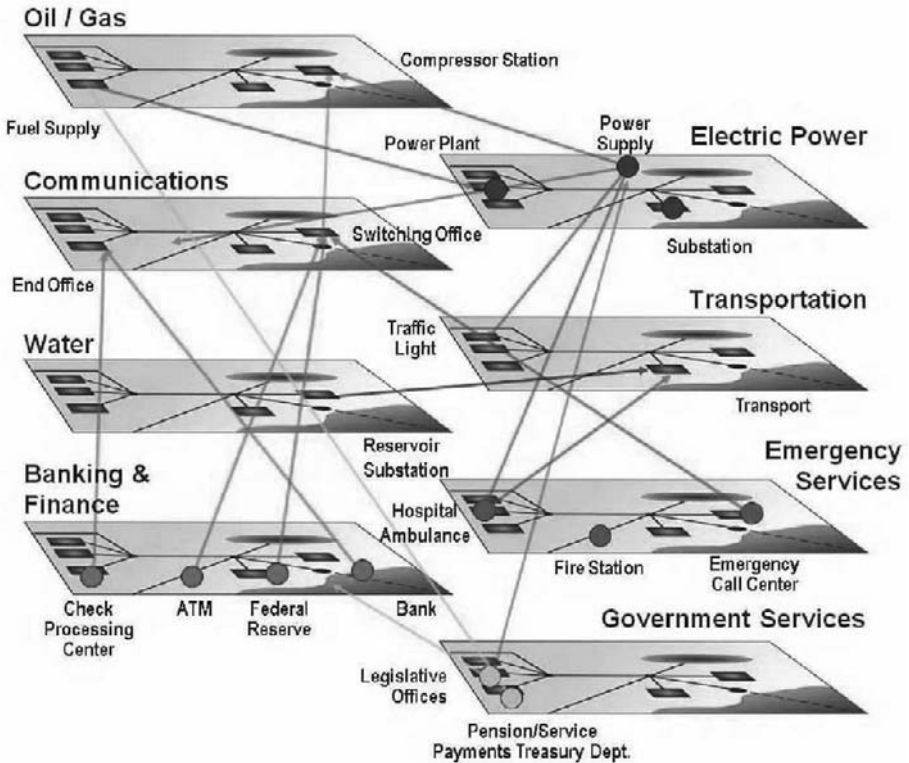 Oil / Gas
Compressor Station
Fuel Supply
Power Plant
Power
Supply
Electric Power
Communications
Switching Office
Substation
End Office
Transportation
Traffic
Light
Water
Transport
Reservoir
Substation
Banking &
Finance
Emergency
Services
Hospital
Ambulance
Fire Station
Emergency
Call Center
Check
Processing
Center
ATM
Federal
Reserve
Bank
Government Services
Legislative
Offices
Pension/Service
Payments Treasury Dept.